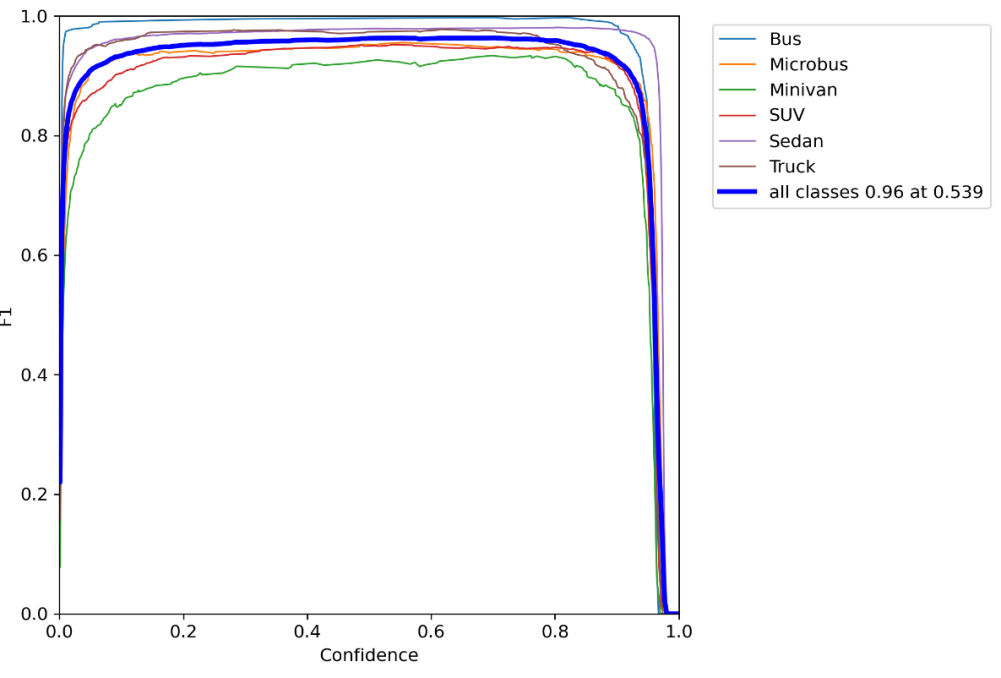 1.0
0.8
0.6
0.4
0.2
0.0
F1
0.0 0.2 0.4 0.6 0.8 1.0
Confidence
Bus
Microbus
Minivan
SUV
Sedan
Truck
all classes 0.96 at 0.539